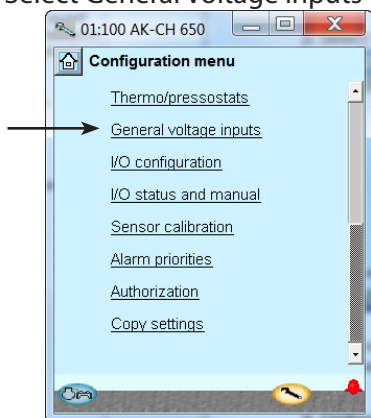 Select General voltage inputs
01:100 AK-CH 650
Configuration menu
Thermo/pressostats
General voltage inputs
I/O configuration
I/O status and manual
Sensor calibration
Alarm priorities
Authorization
Copy settings